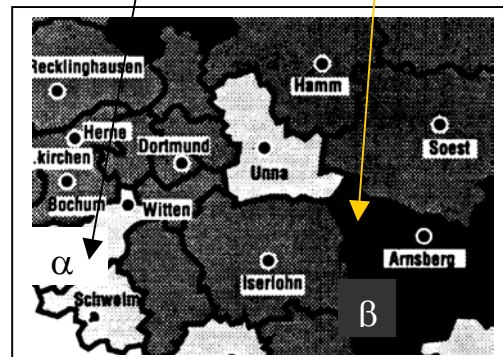 Recklinghausen
Hamm
Herne
Dortmund
Soest
.kirchen
Unna
Bochum
Witten
α
Arnsberg
Iserlohn
Schwelm
β